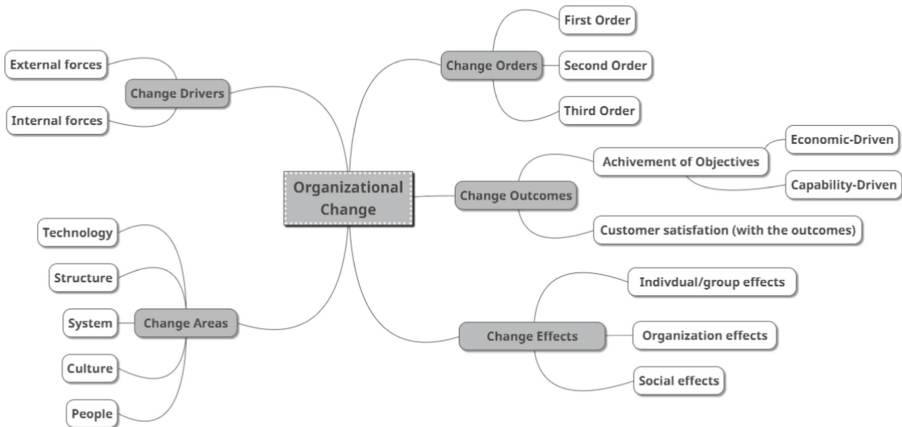 Organizational
Change
Change Drivers
External forces
Internal forces
Change Areas
Technology
Structure
System
Culture
People
Change Orders
First Order
Second Order
Third Order
Change Outcomes
Achivement of Objectives
Economic-Driven
Capability-Driven
Customer satisfaction (with the outcomes)
Change Effects
Indivdual/group effects
Organization effects
Social effects